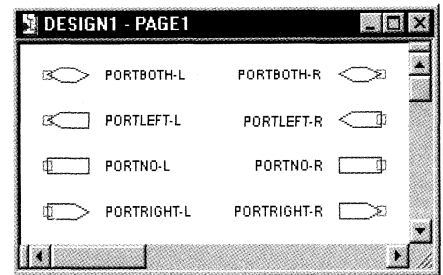 DESIGN1 - PAGE1
PORTBOTH-L PORTBOTH-R
PORTLEFT-L PORTLEFT-R
PORTNO-L PORTNO-R
PORTRIGHT-L PORTRIGHT-R